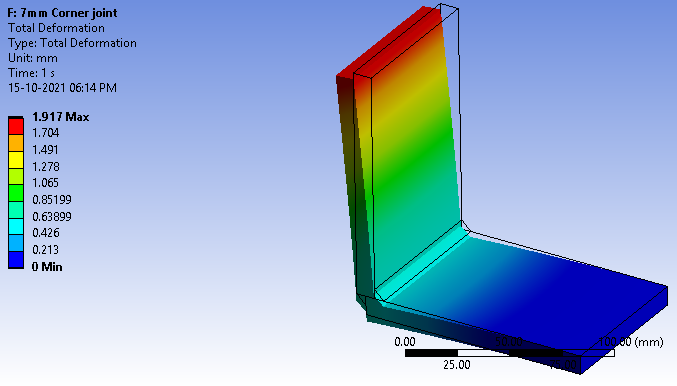 F: 7mm Corner joint
Total Deformation
Type: Total Deformation
Unit: mm
Time: 1 s
15-10-2021 06:14 PM
1.917 Max
1.704
1.491
1.278
1.065
0.85199
0.63899
0.426
0.213
0 Min
0.00
(mm)
25.00